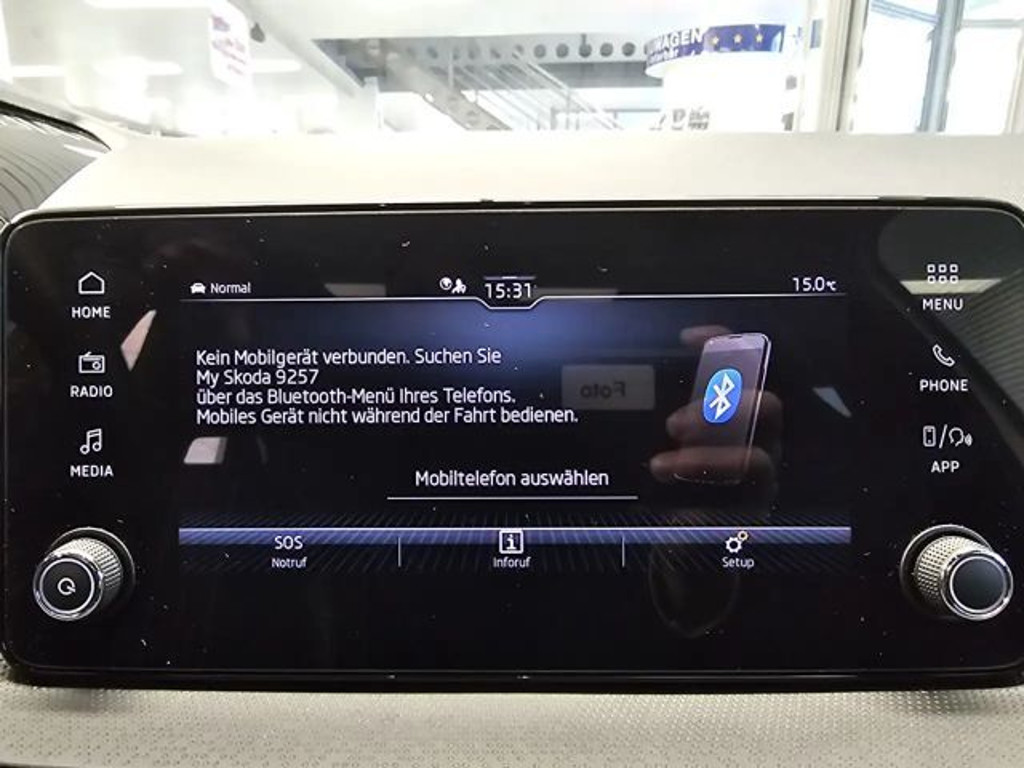 WAGEN
HOME
RADIO
MEDIA
Normal
15:31
15.0°C
Kein Mobilgerät verbunden. Suchen Sie
My Skoda 9257
über das Bluetooth-Menü Ihres Telefons.
Mobiles Gerät nicht während der Fahrt bedienen.
Foto
Mobiltelefon auswählen
SOS
Notruf
i
Inforuf
Setup
MENU
PHONE
APP